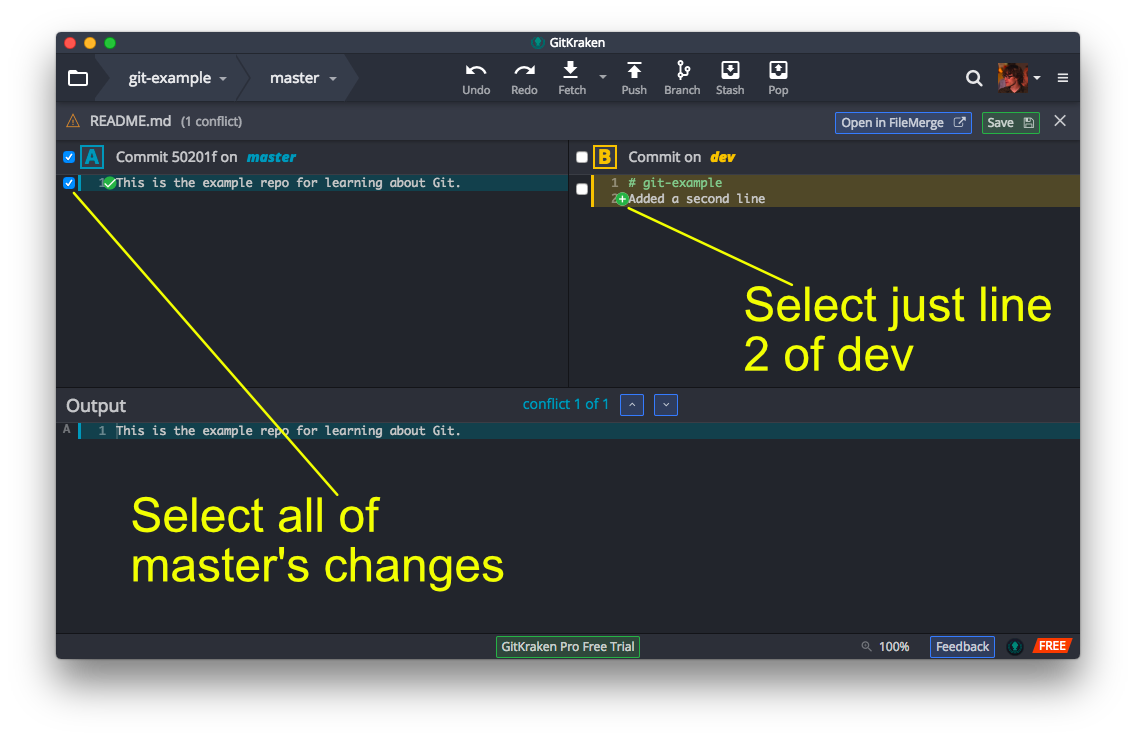 GitKraken
git-example
master
Undo
Redo
Fetch
Push
Branch
Stash
Pop
README.md (1 conflict)
Open in FileMerge
Save
A Commit 50201f on master
1 This is the example repo for learning about Git.
B Commit on dev
1 # git-example
2 Added a second line
Select just line
2 of dev
Output
conflict 1 of 1
A 1 This is the example repo for learning about Git.
Select all of
master's changes
GitKraken Pro Free Trial
100%
Feedback
FREE